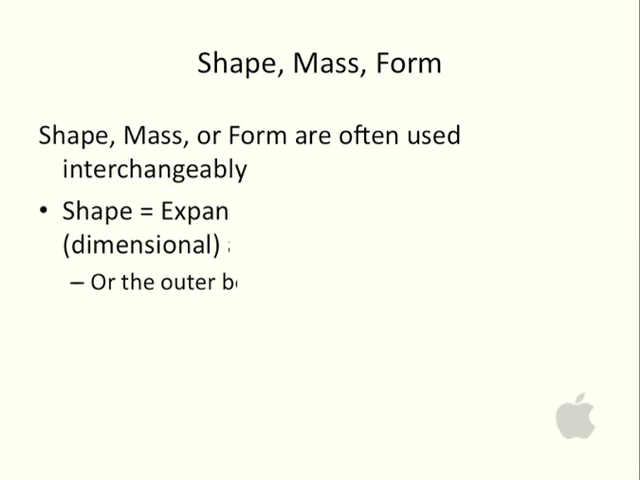 Shape, Mass, Form
Shape, Mass, or Form are often used
interchangeably
• Shape = Expan
(dimensional)
– Or the outer